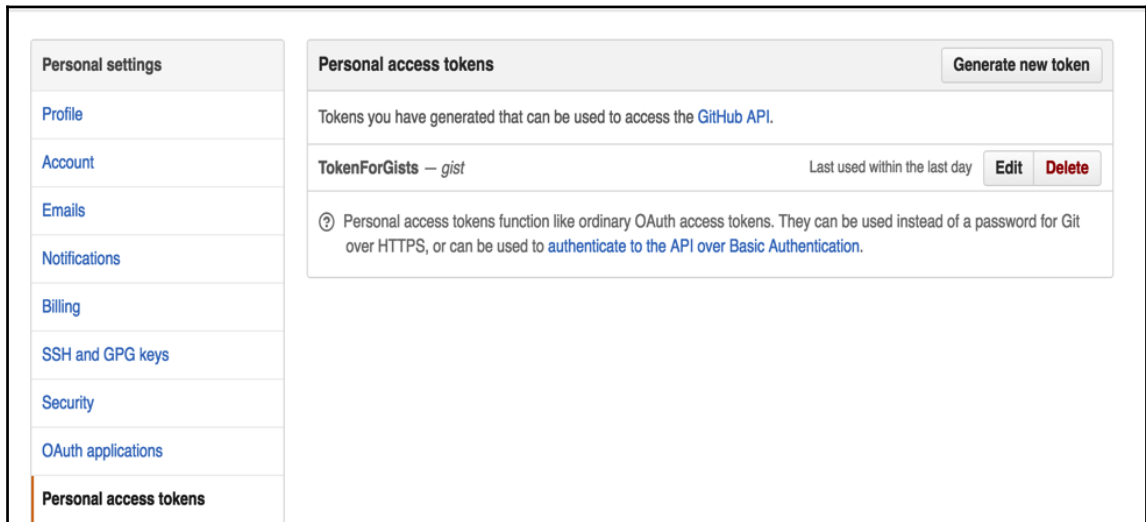 Personal settings
Profile
Account
Emails
Notifications
Billing
SSH and GPG keys
Security
OAuth applications
Personal access tokens
Personal access tokens
Generate new token
Tokens you have generated that can be used to access the GitHub API.
TokenForGists — gist
Last used within the last day
Edit
Delete
Personal access tokens function like ordinary OAuth access tokens. They can be used instead of a password for Git
over HTTPS, or can be used to authenticate to the API over Basic Authentication.